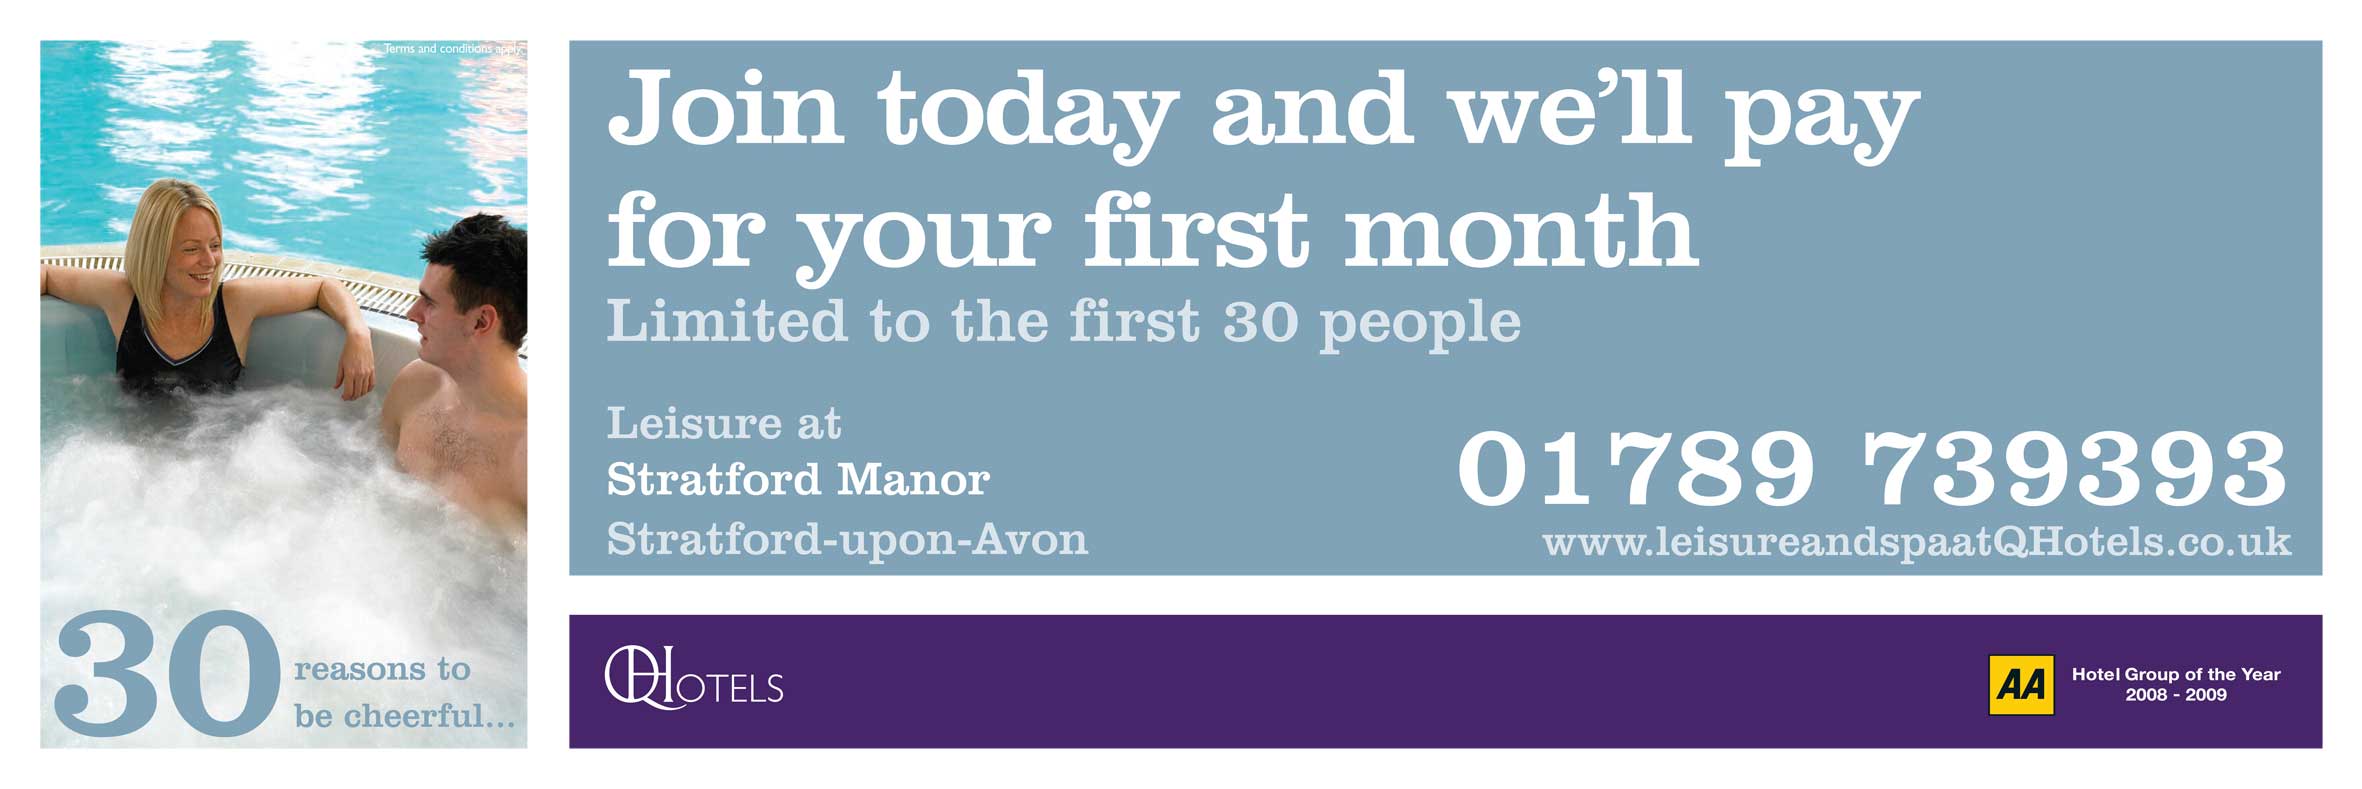 Terms and conditions apply.
30 reasons to
be cheerful...
Join today and we’ll pay
for your first month
Limited to the first 30 people
Leisure at
Stratford Manor
Stratford-upon-Avon
01789 739393
www.leisureandspaatQHotels.co.uk
QHOTELS
AA
Hotel Group of the Year
2008 - 2009